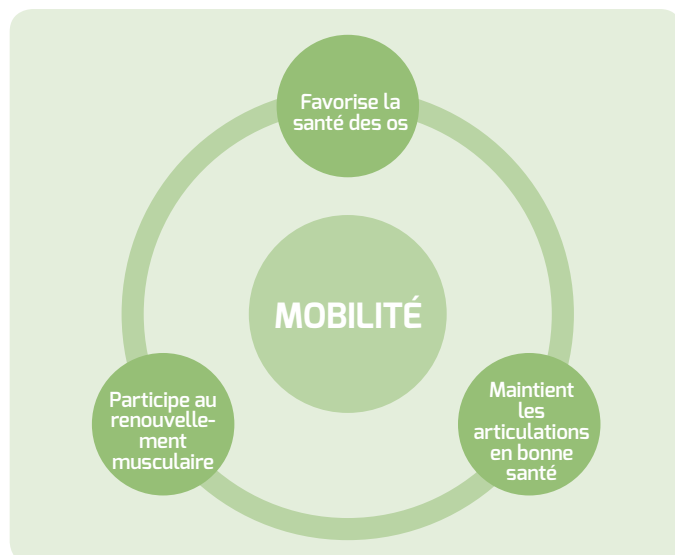 Favorise la
santé des os
MOBILITÉ
Participe au
renouvelle-
ment
musculaire
Maintient
les
articulations
en bonne
santé